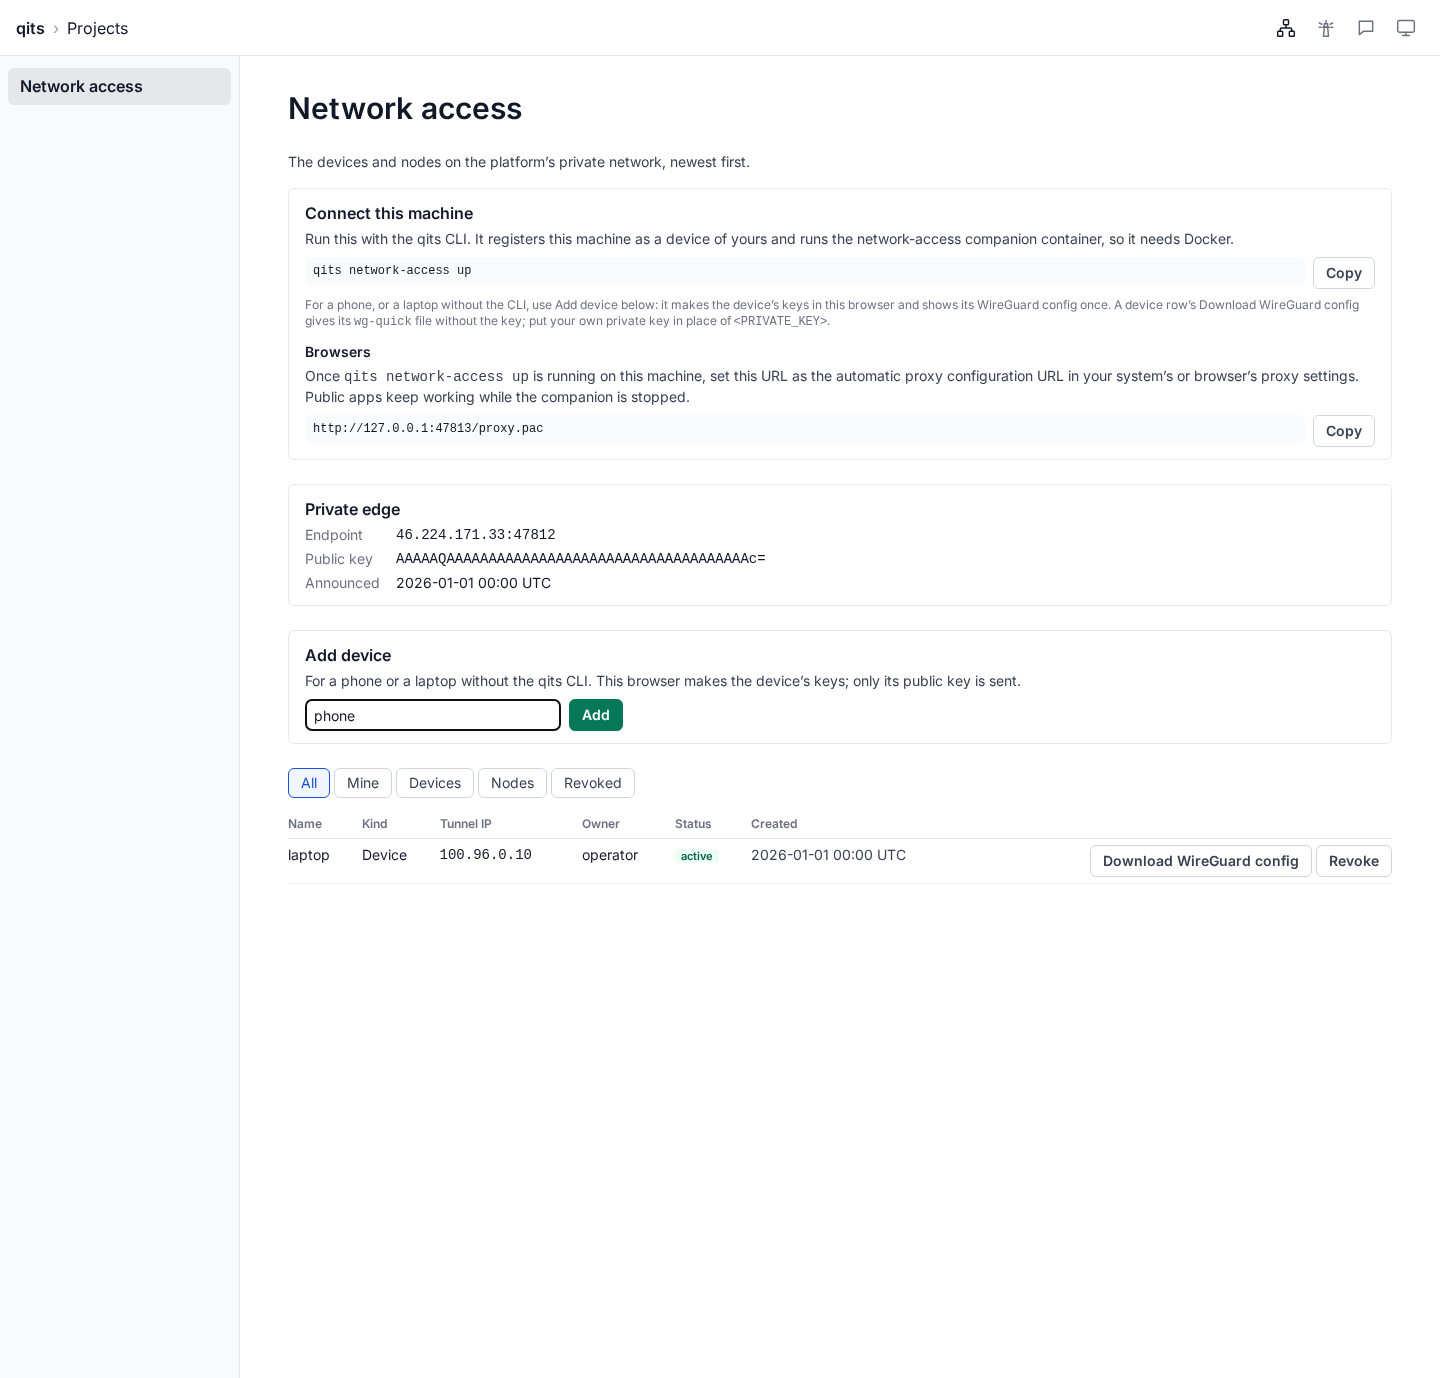 qits › Projects
Network access
Network access
The devices and nodes on the platform’s private network, newest first.
Connect this machine
Run this with the qits CLI. It registers this machine as a device of yours and runs the network-access companion container, so it needs Docker.
qits network-access up
Copy
For a phone, or a laptop without the CLI, use Add device below: it makes the device’s keys in this browser and shows its WireGuard config once. A device row’s Download WireGuard config
gives its wg-quick file without the key; put your own private key in place of <PRIVATE_KEY>.
Browsers
Once qits network-access up is running on this machine, set this URL as the automatic proxy configuration URL in your system’s or browser’s proxy settings.
Public apps keep working while the companion is stopped.
http://127.0.0.1:47813/proxy.pac
Copy
Private edge
Endpoint 46.224.171.33:47812
Public key AAAAAQAAAAAAAAAAAAAAAAAAAAAAAAAAAAAAAAAAAAc=
Announced 2026-01-01 00:00 UTC
Add device
For a phone or a laptop without the qits CLI. This browser makes the device’s keys; only its public key is sent.
phone
Add
All Mine Devices Nodes Revoked
Name Kind Tunnel IP Owner Status Created
laptop Device 100.96.0.10 operator active 2026-01-01 00:00 UTC Download WireGuard config Revoke